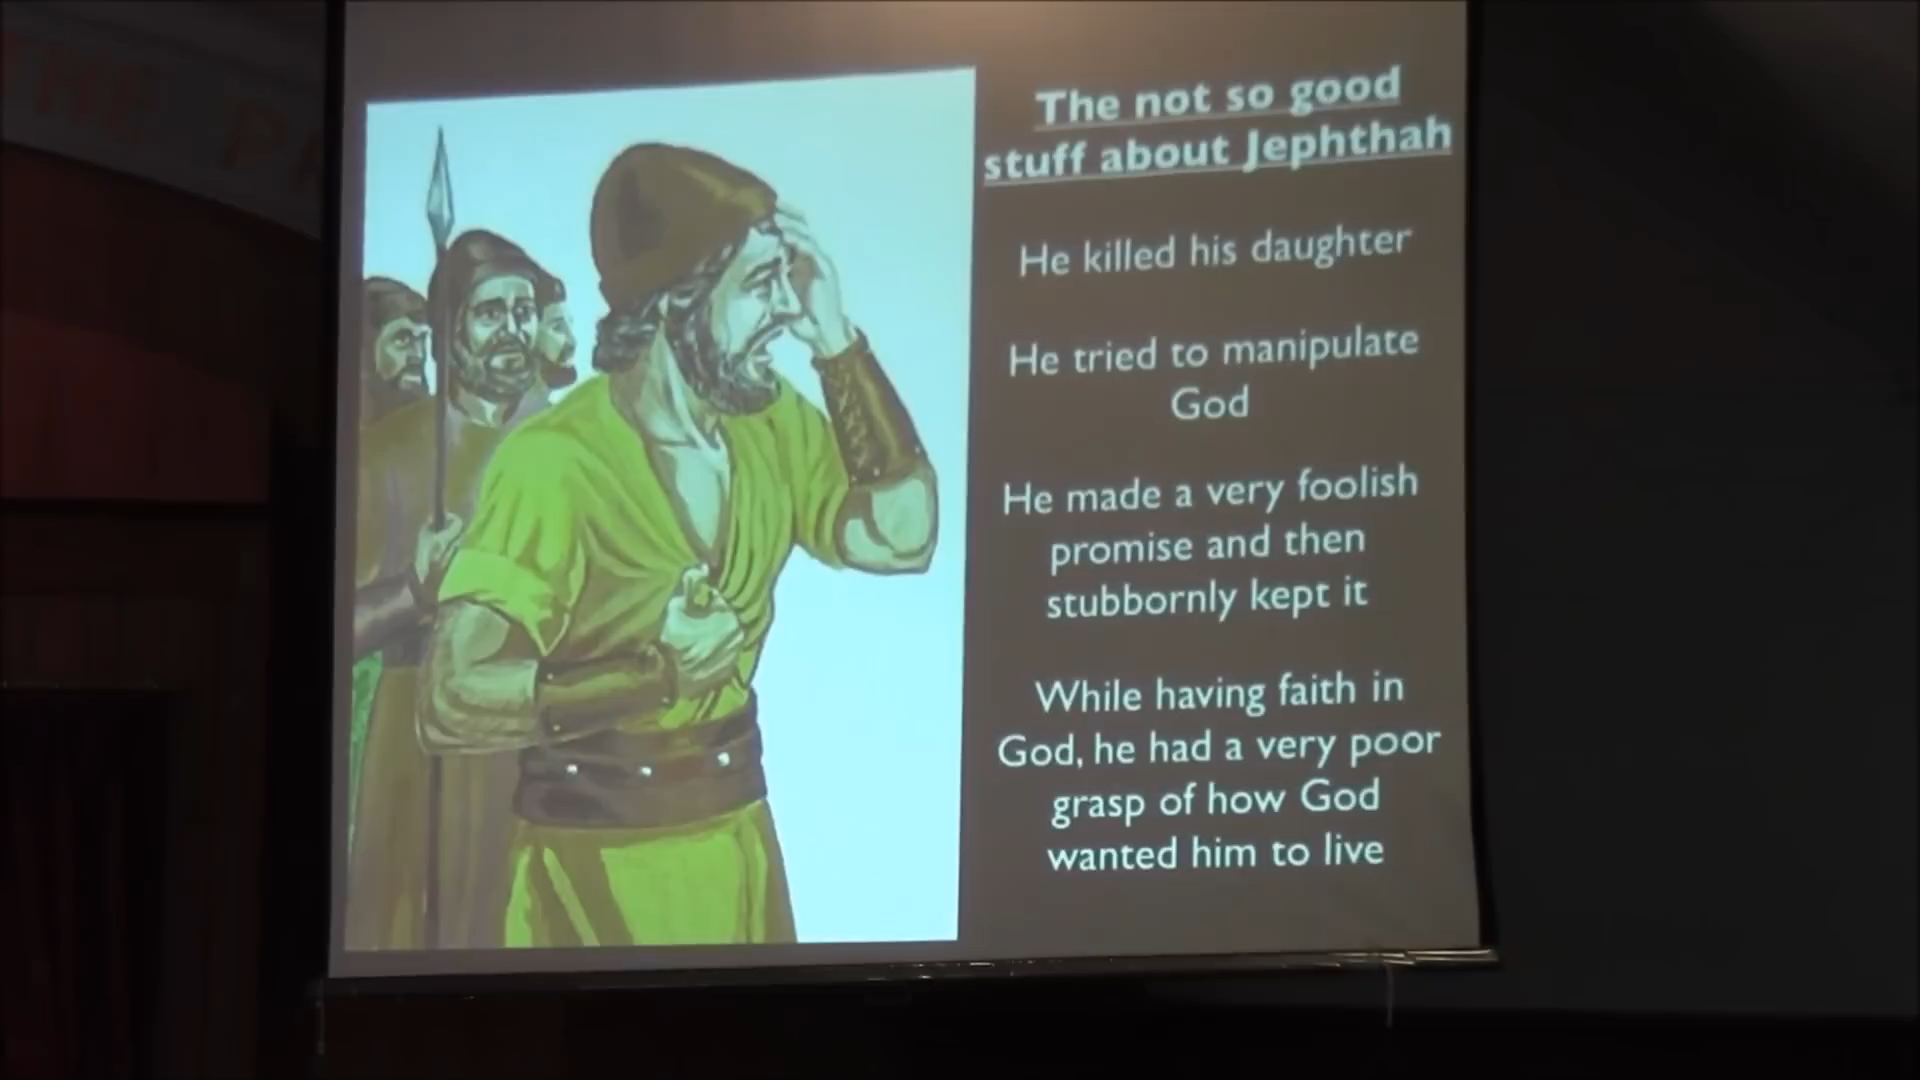 THE
The not so good
stuff about Jephthah
He killed his daughter
He tried to manipulate
God
He made a very foolish
promise and then
stubbornly kept it
While having faith in
God, he had a very poor
grasp of how God
wanted him to live